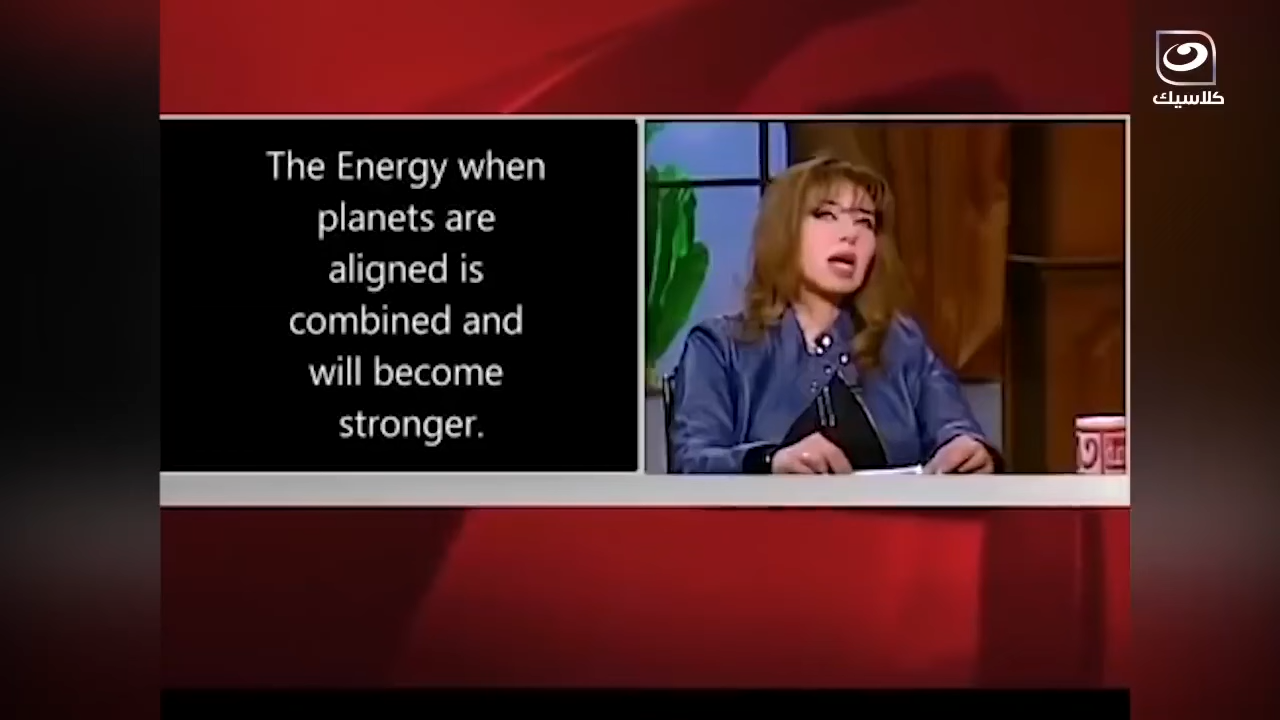 The Energy when
planets are
aligned is
combined and
will become
stronger.
كلاسيك